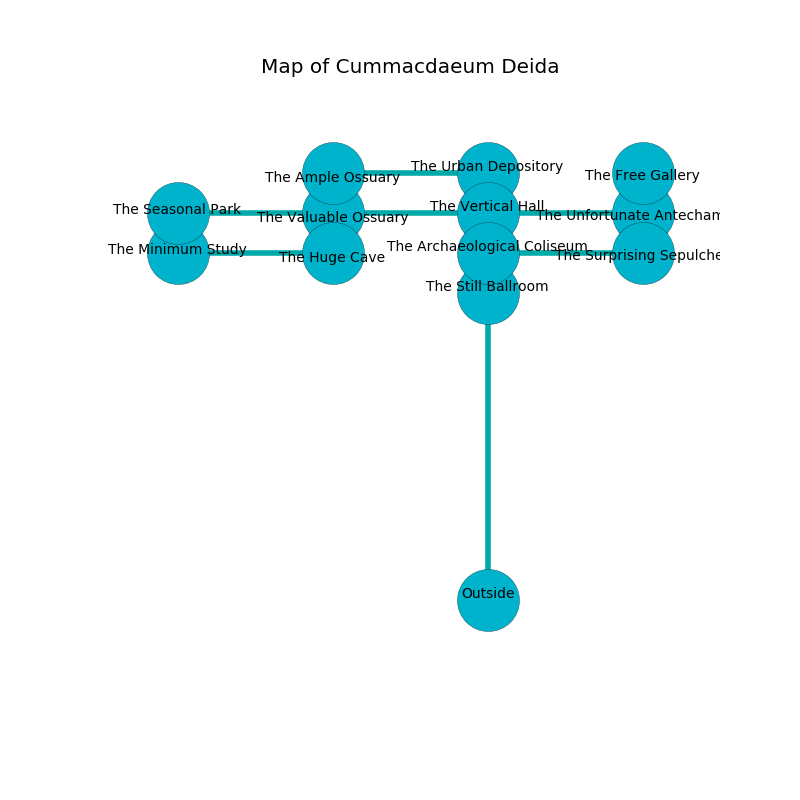 Map of Cummacdaeum Deida
The Urban Depository
The Ample Ossuary
The Free Gallery
The Vertical Hall
The Seasonal Park
The Valuable Ossuary
The Unfortunate Antecham
The Archaeological Coliseum
The Minimum Study
The Huge Cave
The Surprising Sepulche
The Still Ballroom
Outside